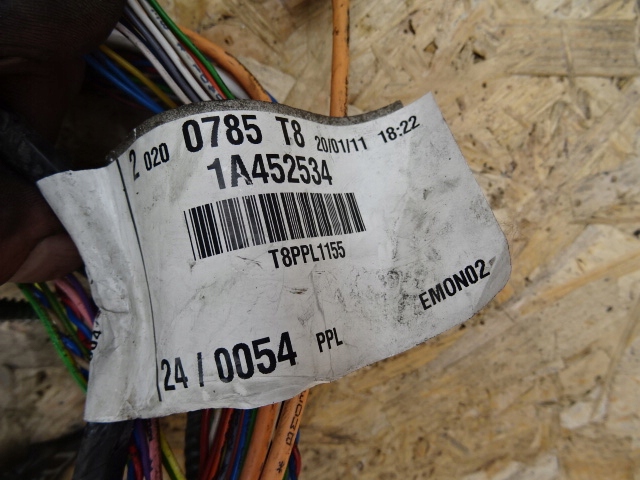 2 020 0785 T8 20/01/11 18:22
1A452534
T8PPL1155
EMON02
24 / 0054 PPL